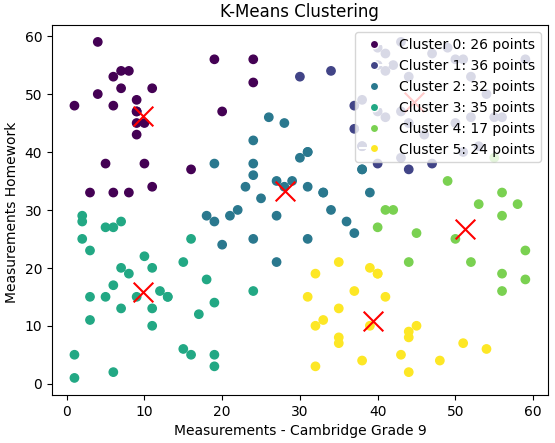 K-Means Clustering
Measurements Homework
60
50
40
30
20
10
0
Cluster 0: 26 points
Cluster 1: 36 points
Cluster 2: 32 points
Cluster 3: 35 points
Cluster 4: 17 points
Cluster 5: 24 points
0 10 20 30 40 50 60
Measurements - Cambridge Grade 9